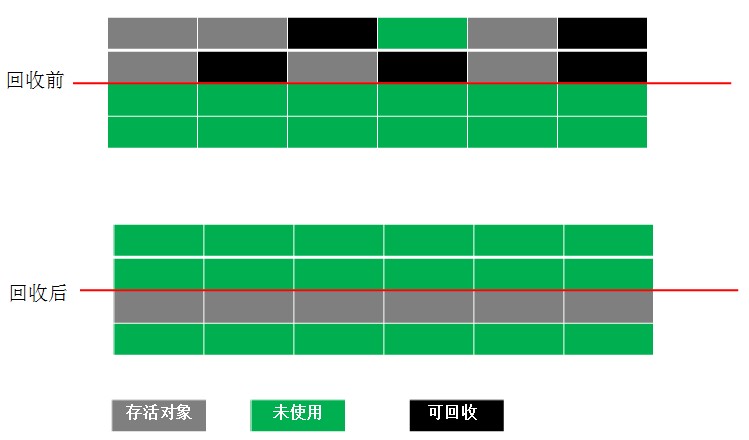 回收前
回收后
存活对象 未使用 可回收